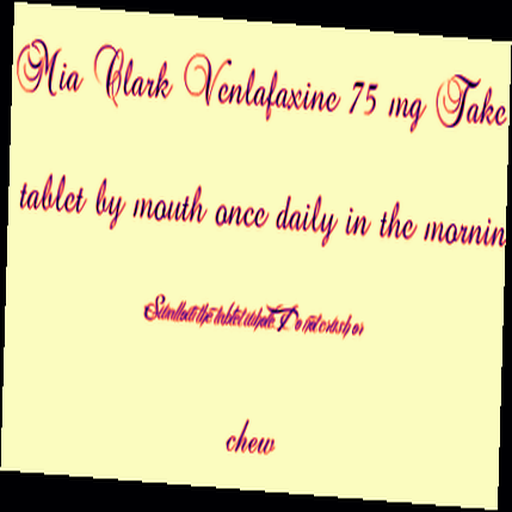 Mia Clark Venlafaxine 75 mg Take
tablet by mouth once daily in the mornin
Swallow the tablet whole. Do not crush or
chew